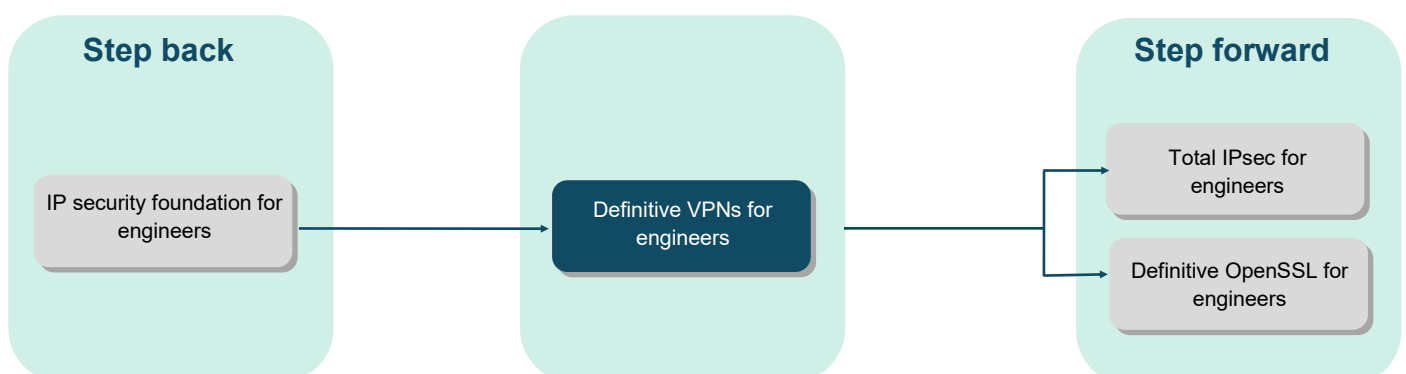 Step back
IP security foundation for
engineers
Definitive VPNs for
engineers
Step forward
Total IPsec for
engineers
Definitive OpenSSL for
engineers